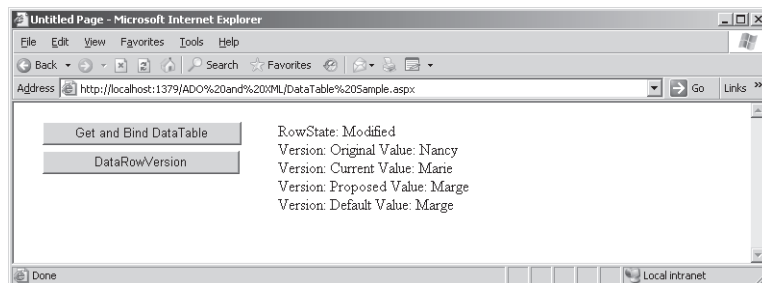 Untitled Page - Microsoft Internet Explorer
File Edit View Favorites Tools Help
Back Search Favorites
Address http://localhost:1379/ADO%20and%20XML/DataTable%20Sample.aspx Go Links »
Get and Bind DataTable
DataRowVersion
RowState: Modified
Version: Original Value: Nancy
Version: Current Value: Marie
Version: Proposed Value: Marge
Version: Default Value: Marge
Done Local intranet